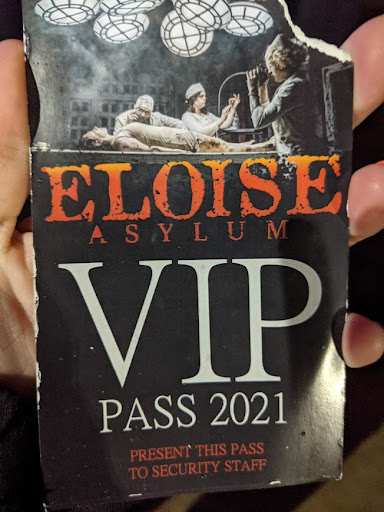 ELOISE
ASYLUM
VIP
PASS 2021
PRESENT THIS PASS
TO SECURITY STAFF